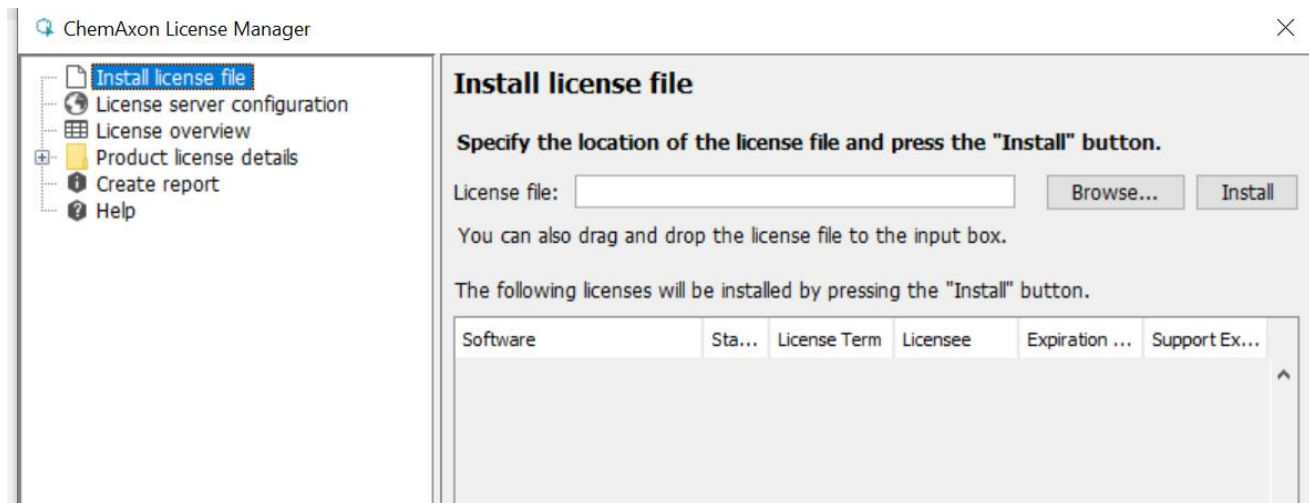 ChemAxon License Manager
Install license file
License server configuration
License overview
Product license details
Create report
Help
Install license file
Specify the location of the license file and press the "Install" button.
License file: Browse... Install
You can also drag and drop the license file to the input box.
The following licenses will be installed by pressing the "Install" button.
Software Sta... License Term Licensee Expiration ... Support Ex...